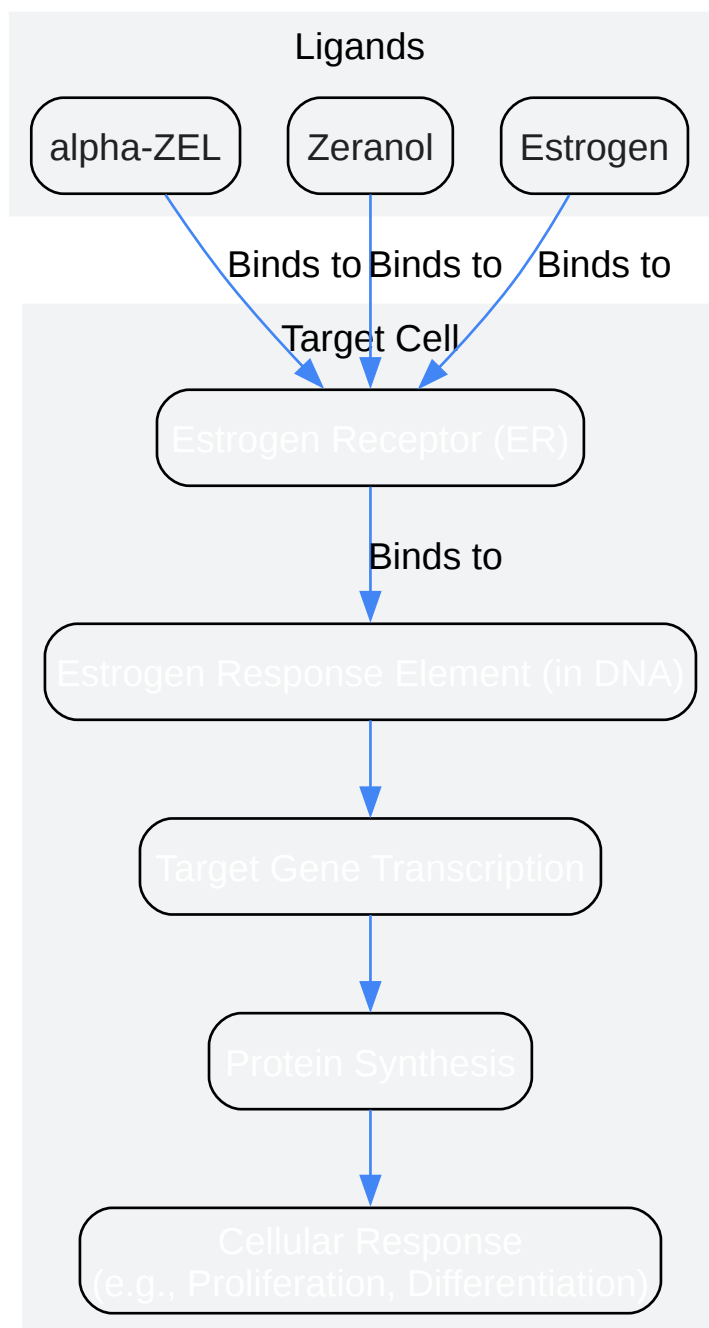 Ligands
alpha-ZEL
Zeranol
Estrogen
Binds to
Binds to
Binds to
Target Cell
Estrogen Receptor (ER)
Binds to
Estrogen Response Element (in DNA)
Target Gene Transcription
Protein Synthesis
Cellular Response
(e.g., Proliferation, Differentiation)